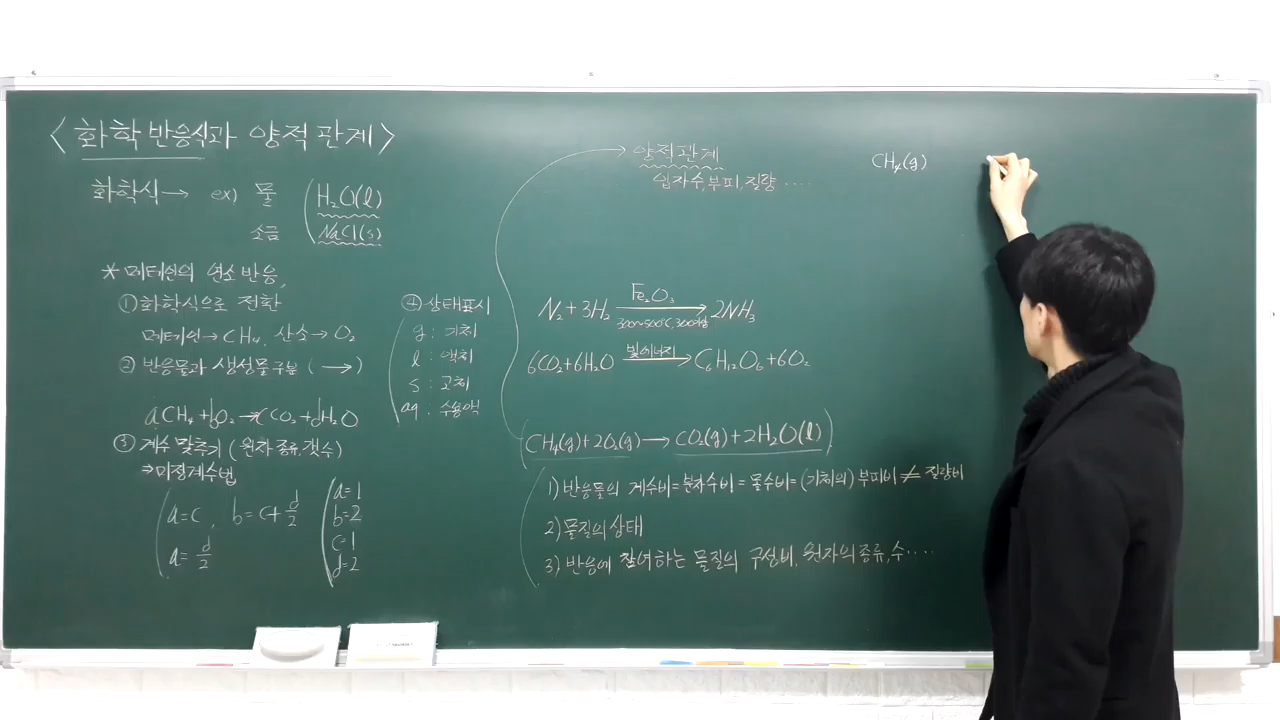 <화학 반응식과 양적 관계>
화학식→ ex) 물 H₂O(l)
소금 NaCl(s)
* 메테인의 연소 반응,
① 화학식으로 전환
메테인→CH₄, 산소→O₂
② 반응물과 생성물 구분 (→)
aCH₄+bO₂→cCO₂+dH₂O
③ 계수 맞추기 (원자 종류, 갯수)
⇒미정계수법
a=c, b=c+d/2
a=d/2
a=1
b=2
c=1
d=2
④ 상태표시
g : 기체
l : 액체
s : 고체
aq : 수용액
양적관계
입자수, 부피, 질량 ....
N₂+3H₂ Fe₂O₃ → 2NH₃
6CO₂+6H₂O 빛에너지 → C₆H₁₂O₆+6O₂
CH₄(g)+2O₂(g)→CO₂(g)+2H₂O(l)
1) 반응물의 계수비=분자수비=몰수비=(기체의) 부피비≠질량비
2) 물질의 상태
3) 반응에 참여하는 물질의 구성비, 원자의 종류, 수....
CH₄(g)